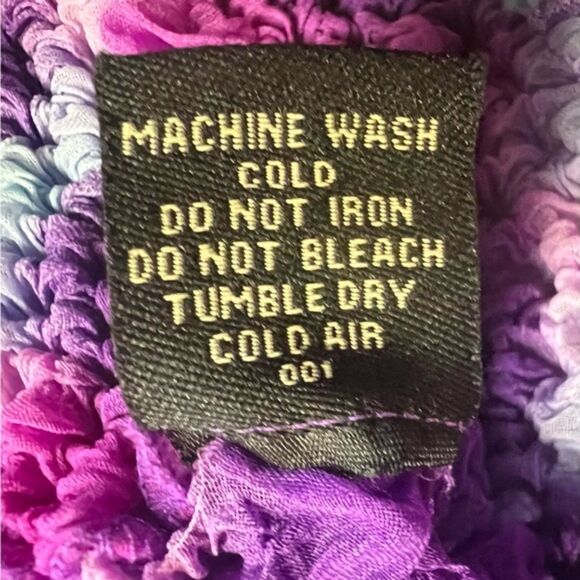 MACHINE WASH
COLD
DO NOT IRON
DO NOT BLEACH
TUMBLE DRY
COLD AIR
001